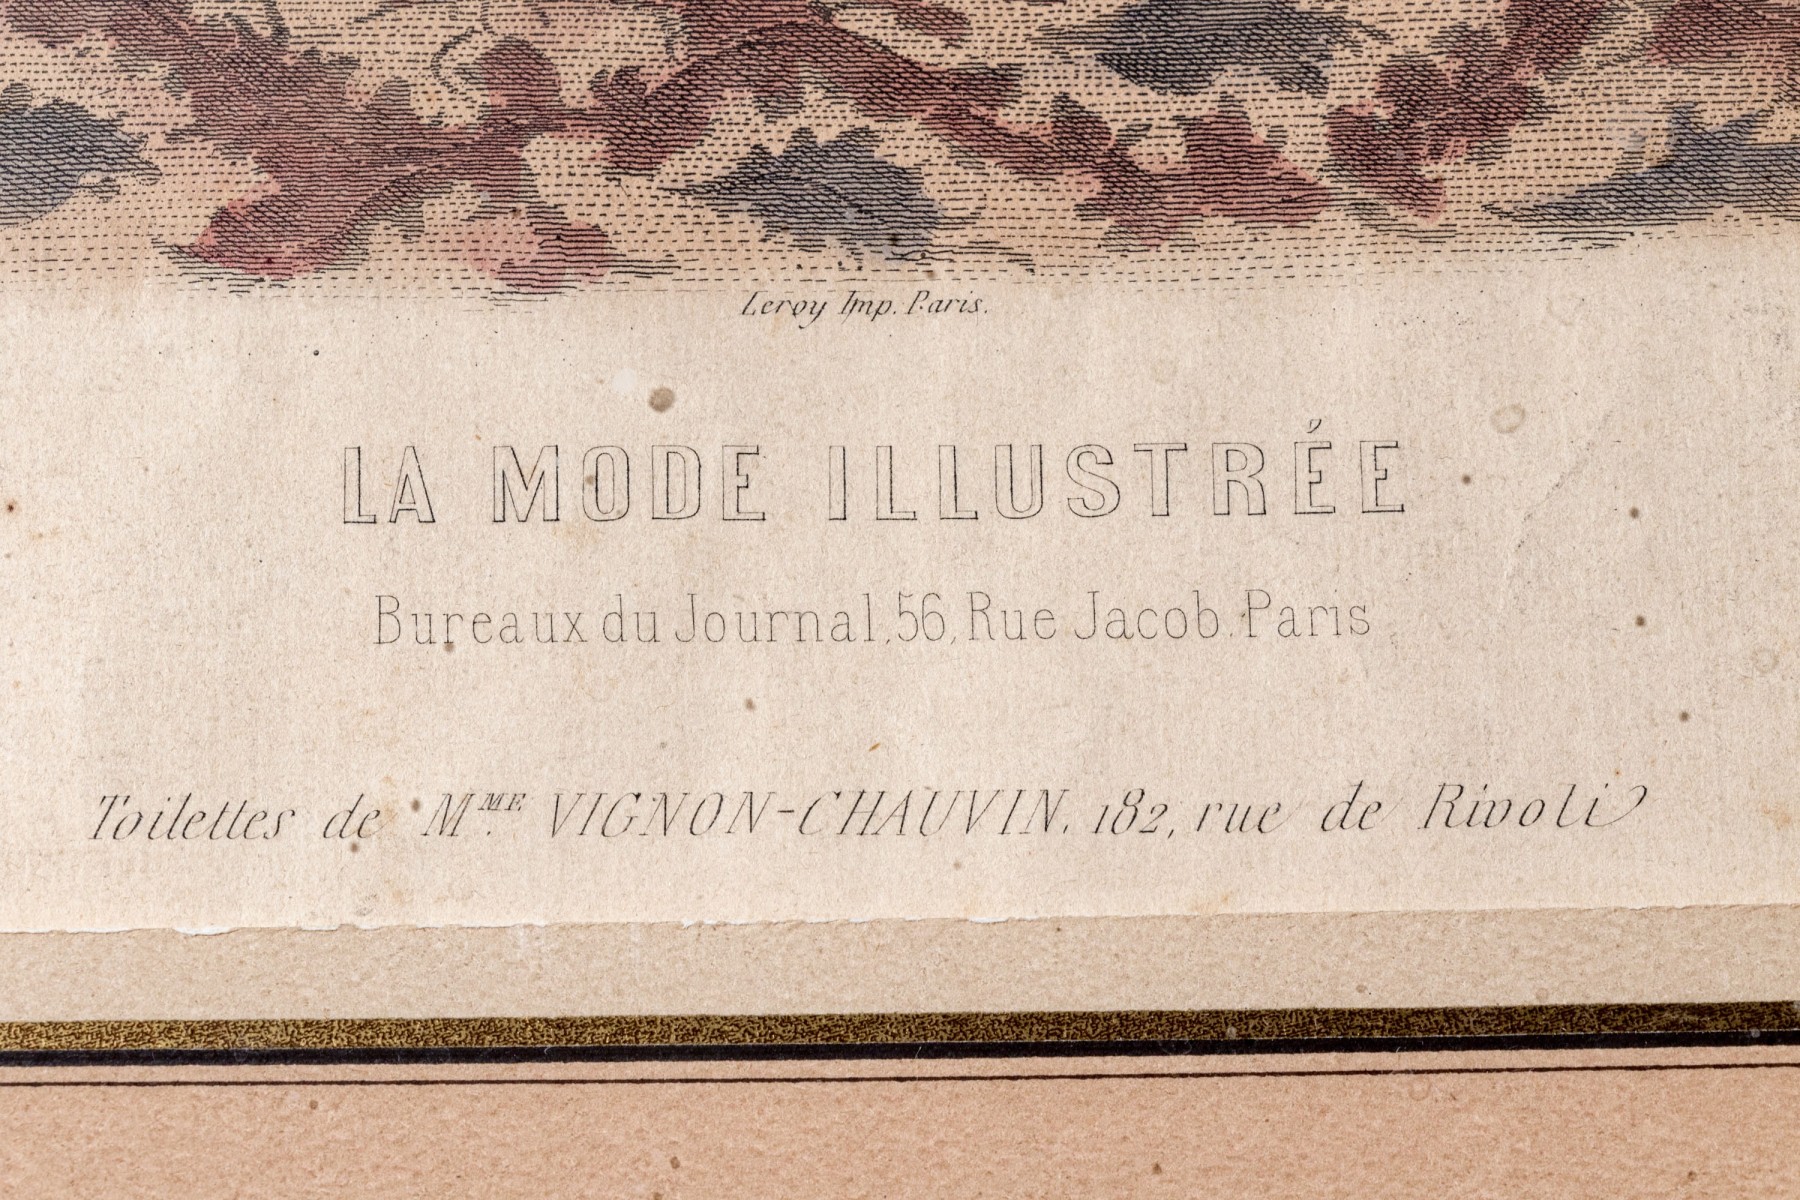 Leroy Imp. Paris.
LA MODE ILLUSTRÉE
Bureaux du Journal, 56, Rue Jacob. Paris
Toilettes de Mᴹᴱ. VIGNON-CHAUVIN, 182, rue de Rivoli